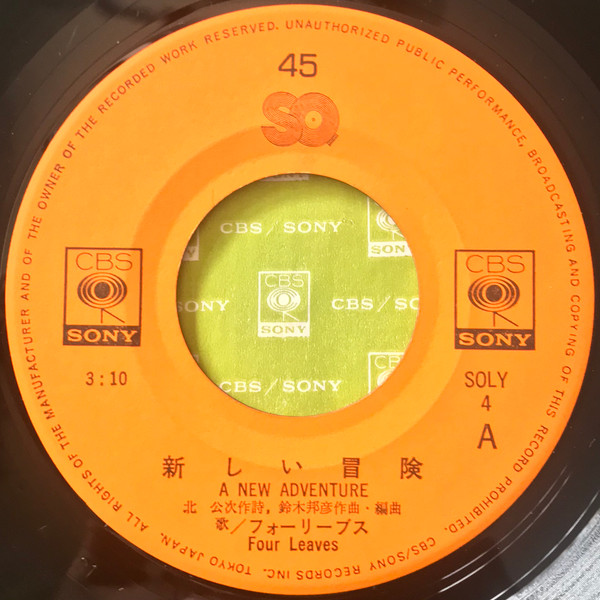 ALL RIGHTS OF THE MANUFACTURER AND OF THE OWNER OF THE RECORDED WORK RESERVED. UNAUTHORIZED PUBLIC PERFORMANCE, BROADCASTING AND COPYING OF THIS RECORD PROHIBITED. CBS/SONY RECORDS INC. TOKYO JAPAN.
45
SQ
CBS / SONY
CBS
SONY
CBS
SONY
SONY
CBS
SONY
CBS / SO
SONY
CBS / SONY
3:10
SOLY
4
A
新しい冒険
A NEW ADVENTURE
北 公次作詩, 鈴木邦彦作曲・編曲
歌／フォーリーブス
Four Leaves